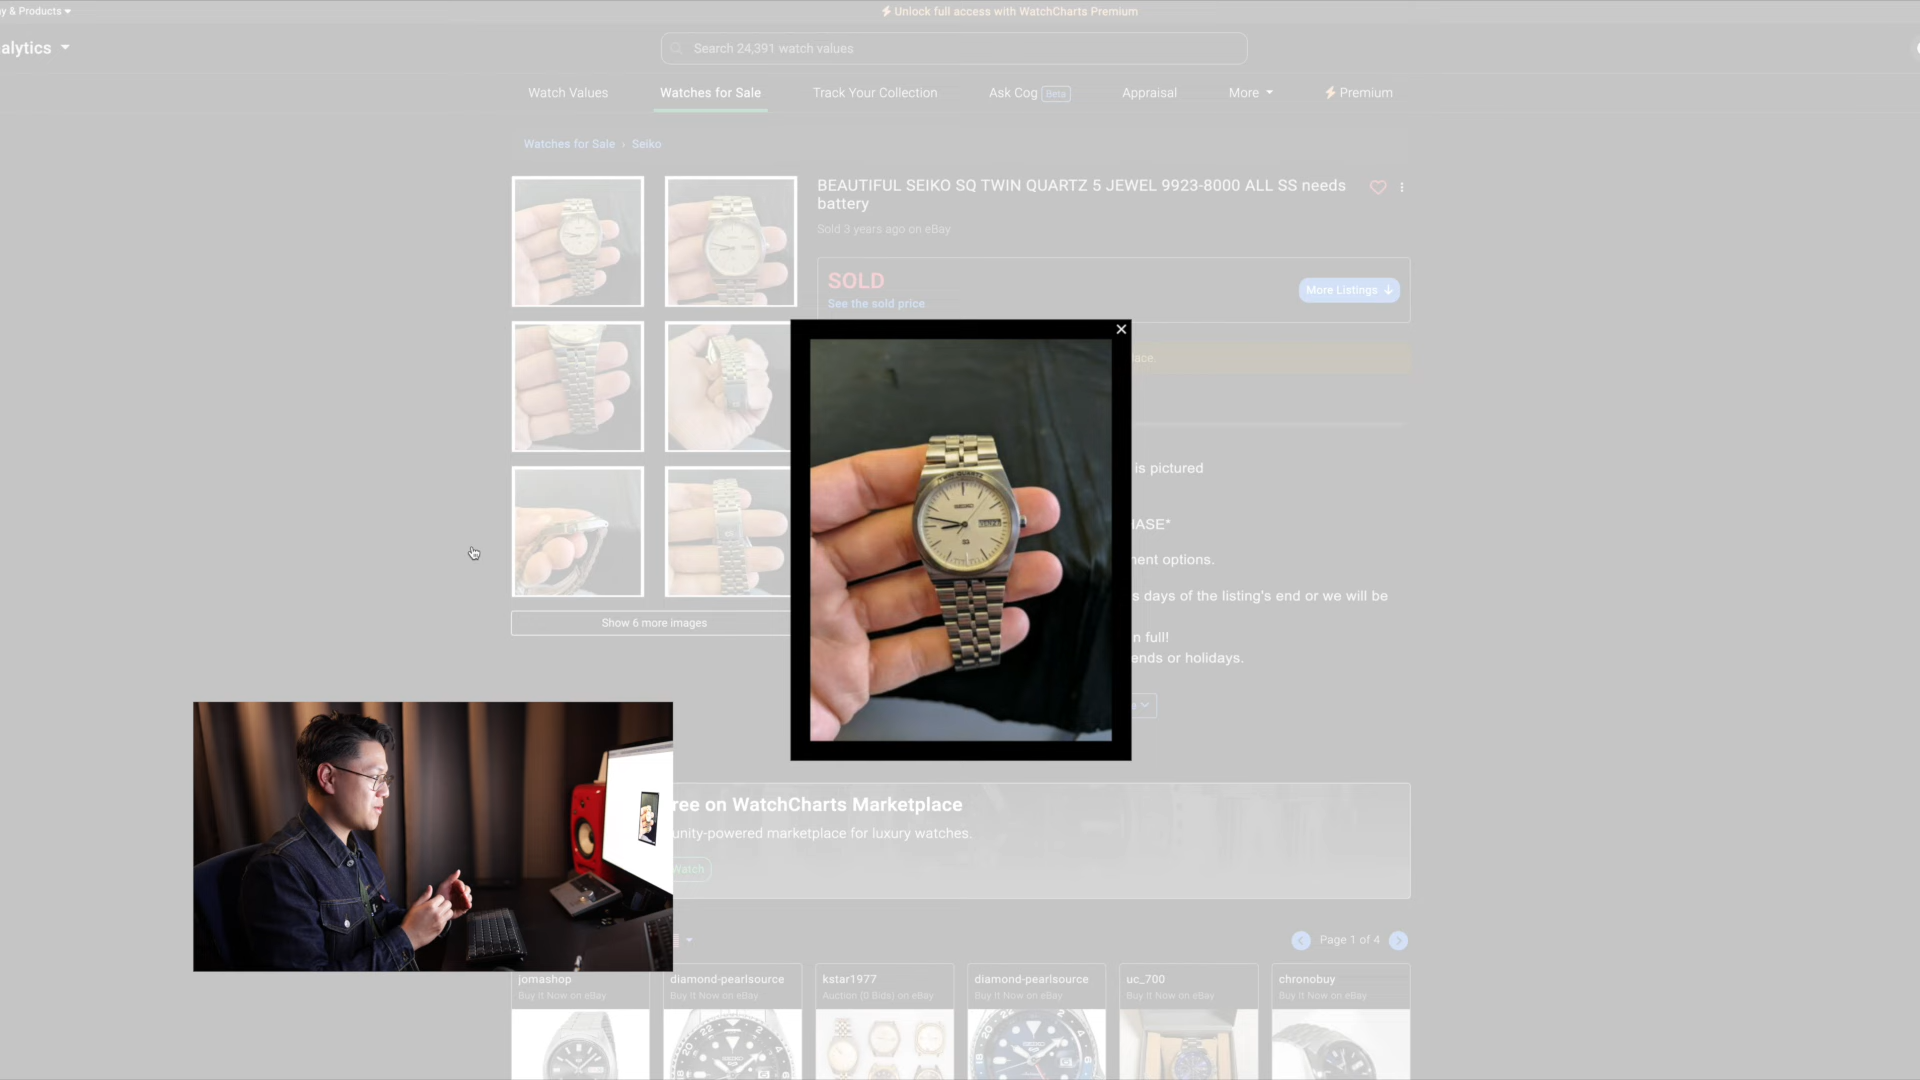 y & Products
Unlock full access with WatchCharts Premium
alytics
Search 24,391 watch values
Watch Values
Watches for Sale
Track Your Collection
Ask Cog Beta
Appraisal
More
Premium
Watches for Sale › Seiko
BEAUTIFUL SEIKO SQ TWIN QUARTZ 5 JEWEL 9923-8000 ALL SS needs
battery
Sold 3 years ago on eBay
SOLD
See the sold price
More Listings
TWIN QUARTZ
SEIKO
is pictured
HASE*
nent options.
s days of the listing's end or we will be
n full!
ends or holidays.
Show 6 more images
ree on WatchCharts Marketplace
unity-powered marketplace for luxury watches.
Watch
Page 1 of 4
jomashop
Buy It Now on eBay
diamond-pearlsource
Buy It Now on eBay
kstar1977
Auction (0 Bids) on eBay
diamond-pearlsource
Buy It Now on eBay
uc_700
Buy It Now on eBay
chronobuy
Buy It Now on eBay